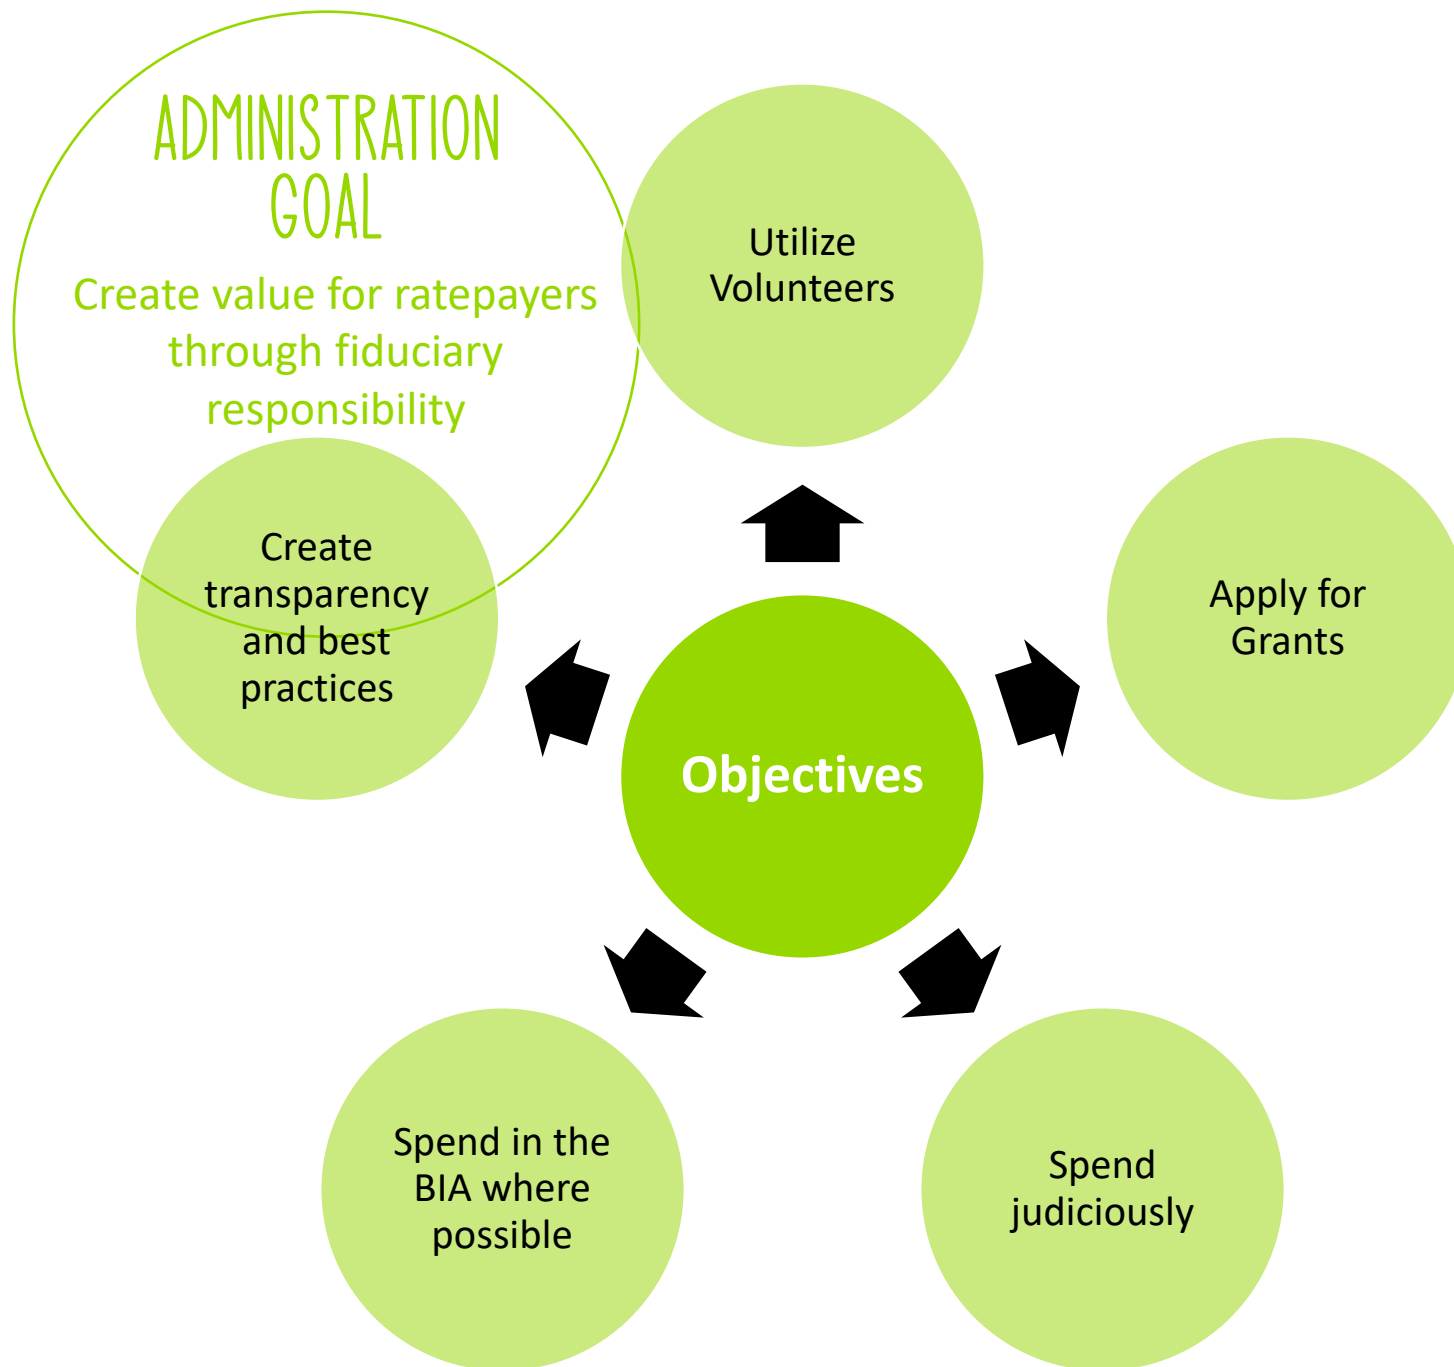 ADMINISTRATION
GOAL
Create value for ratepayers
through fiduciary
responsibility
Utilize
Volunteers
Apply for
Grants
Spend
judiciously
Spend in the
BIA where
possible
Create
transparency
and best
practices
Objectives